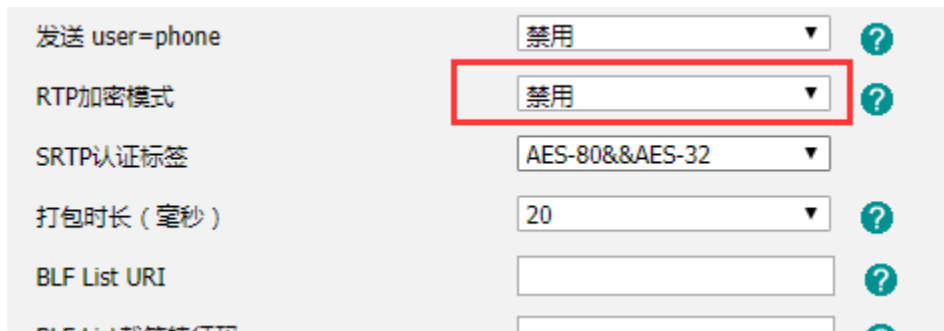 发送 user=phone 禁用
RTP加密模式 禁用
SRTP认证标签 AES-80&&AES-32
打包时长（毫秒） 20
BLF List URI